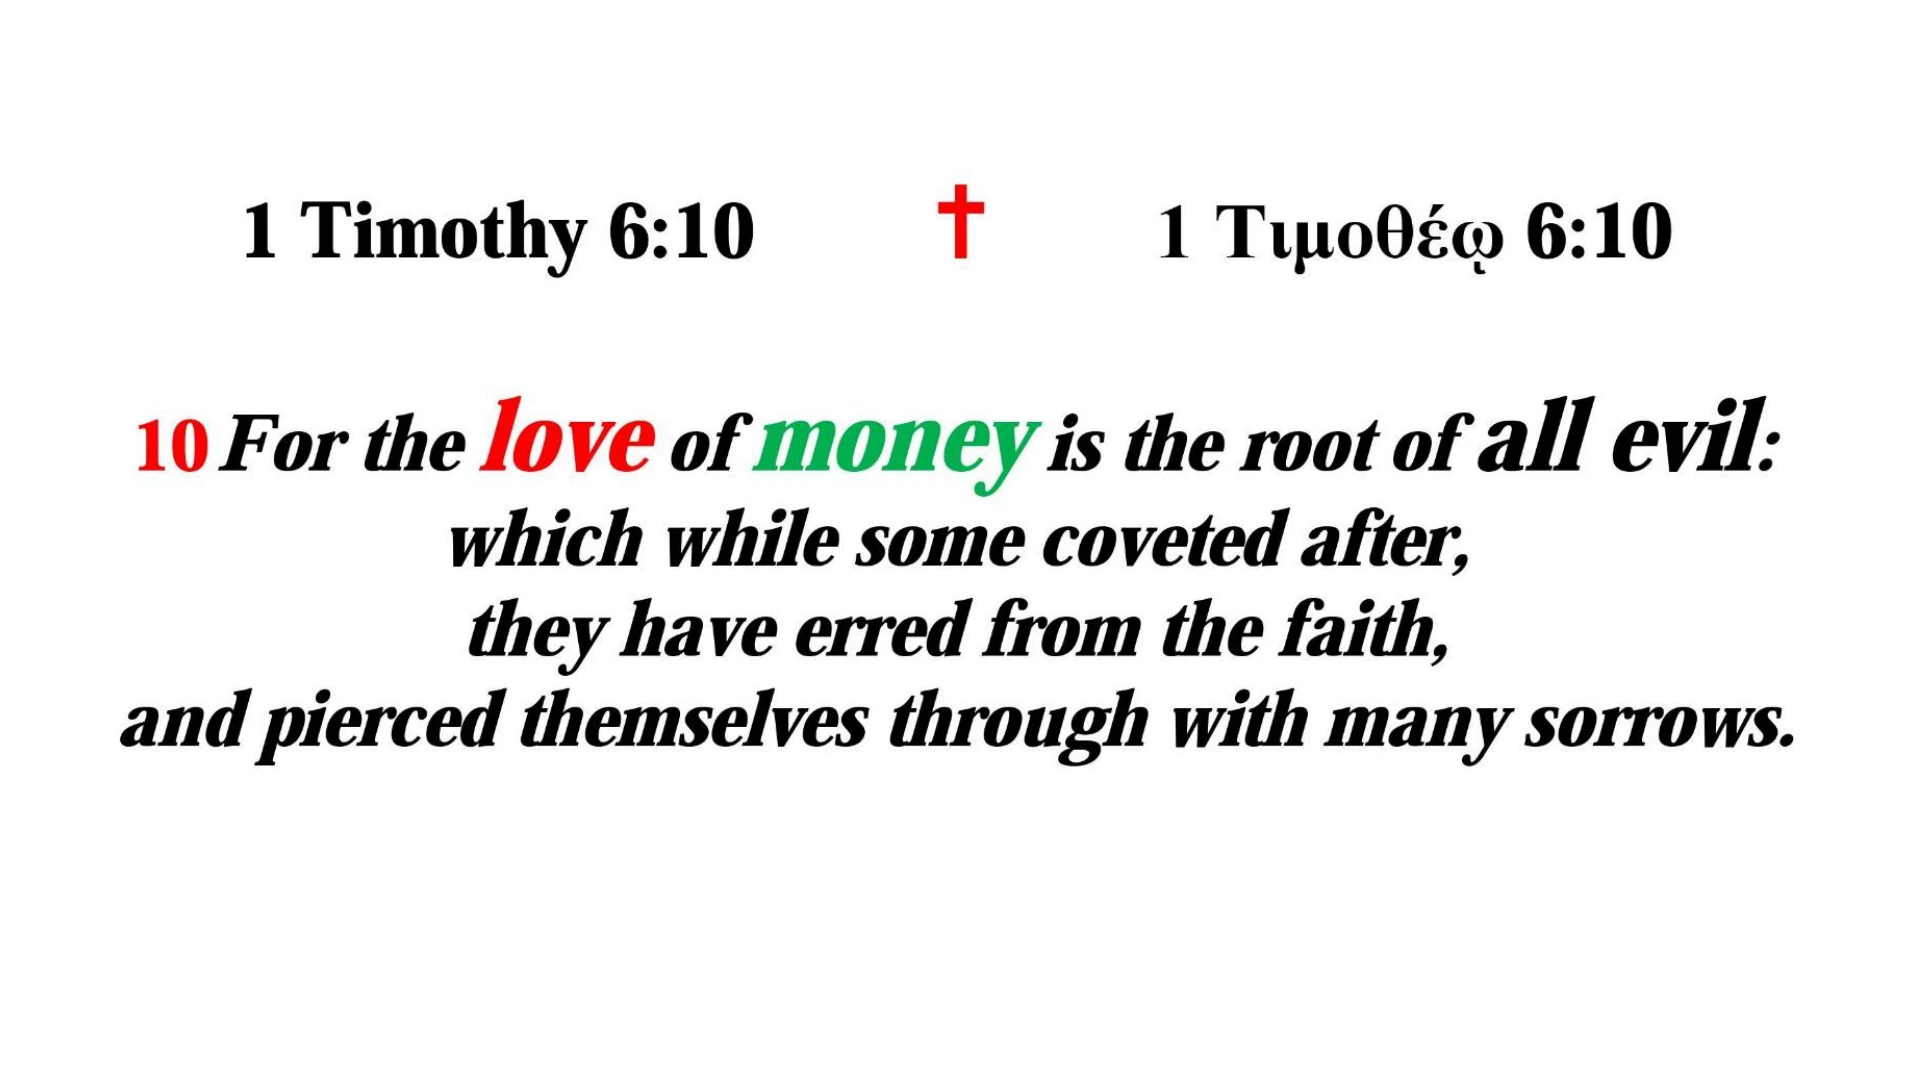 1 Timothy 6:10 ✝ 1 Τιμοθέῳ 6:10
10 For the love of money is the root of all evil:
which while some coveted after,
they have erred from the faith,
and pierced themselves through with many sorrows.